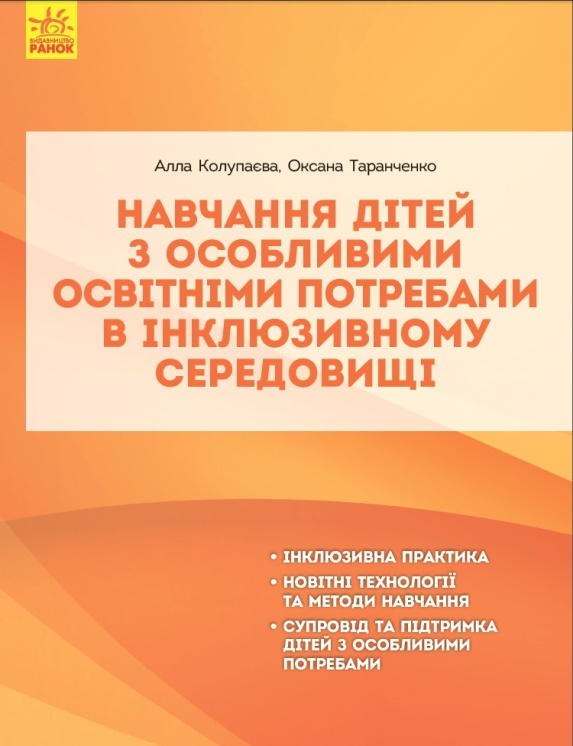 ВИДАВНИЦТВО
РАНОК
Алла Колупаєва, Оксана Таранченко
НАВЧАННЯ ДІТЕЙ
З ОСОБЛИВИМИ
ОСВІТНІМИ ПОТРЕБАМИ
В ІНКЛЮЗИВНОМУ
СЕРЕДОВИЩІ
• ІНКЛЮЗИВНА ПРАКТИКА
• НОВІТНІ ТЕХНОЛОГІЇ
ТА МЕТОДИ НАВЧАННЯ
• СУПРОВІД ТА ПІДТРИМКА
ДІТЕЙ З ОСОБЛИВИМИ
ПОТРЕБАМИ